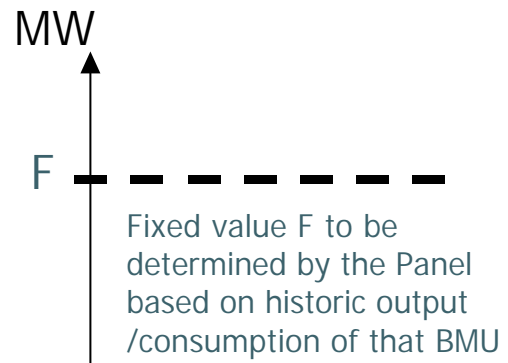 MW
F
Fixed value F to be
determined by the Panel
based on historic output
/consumption of that BMU